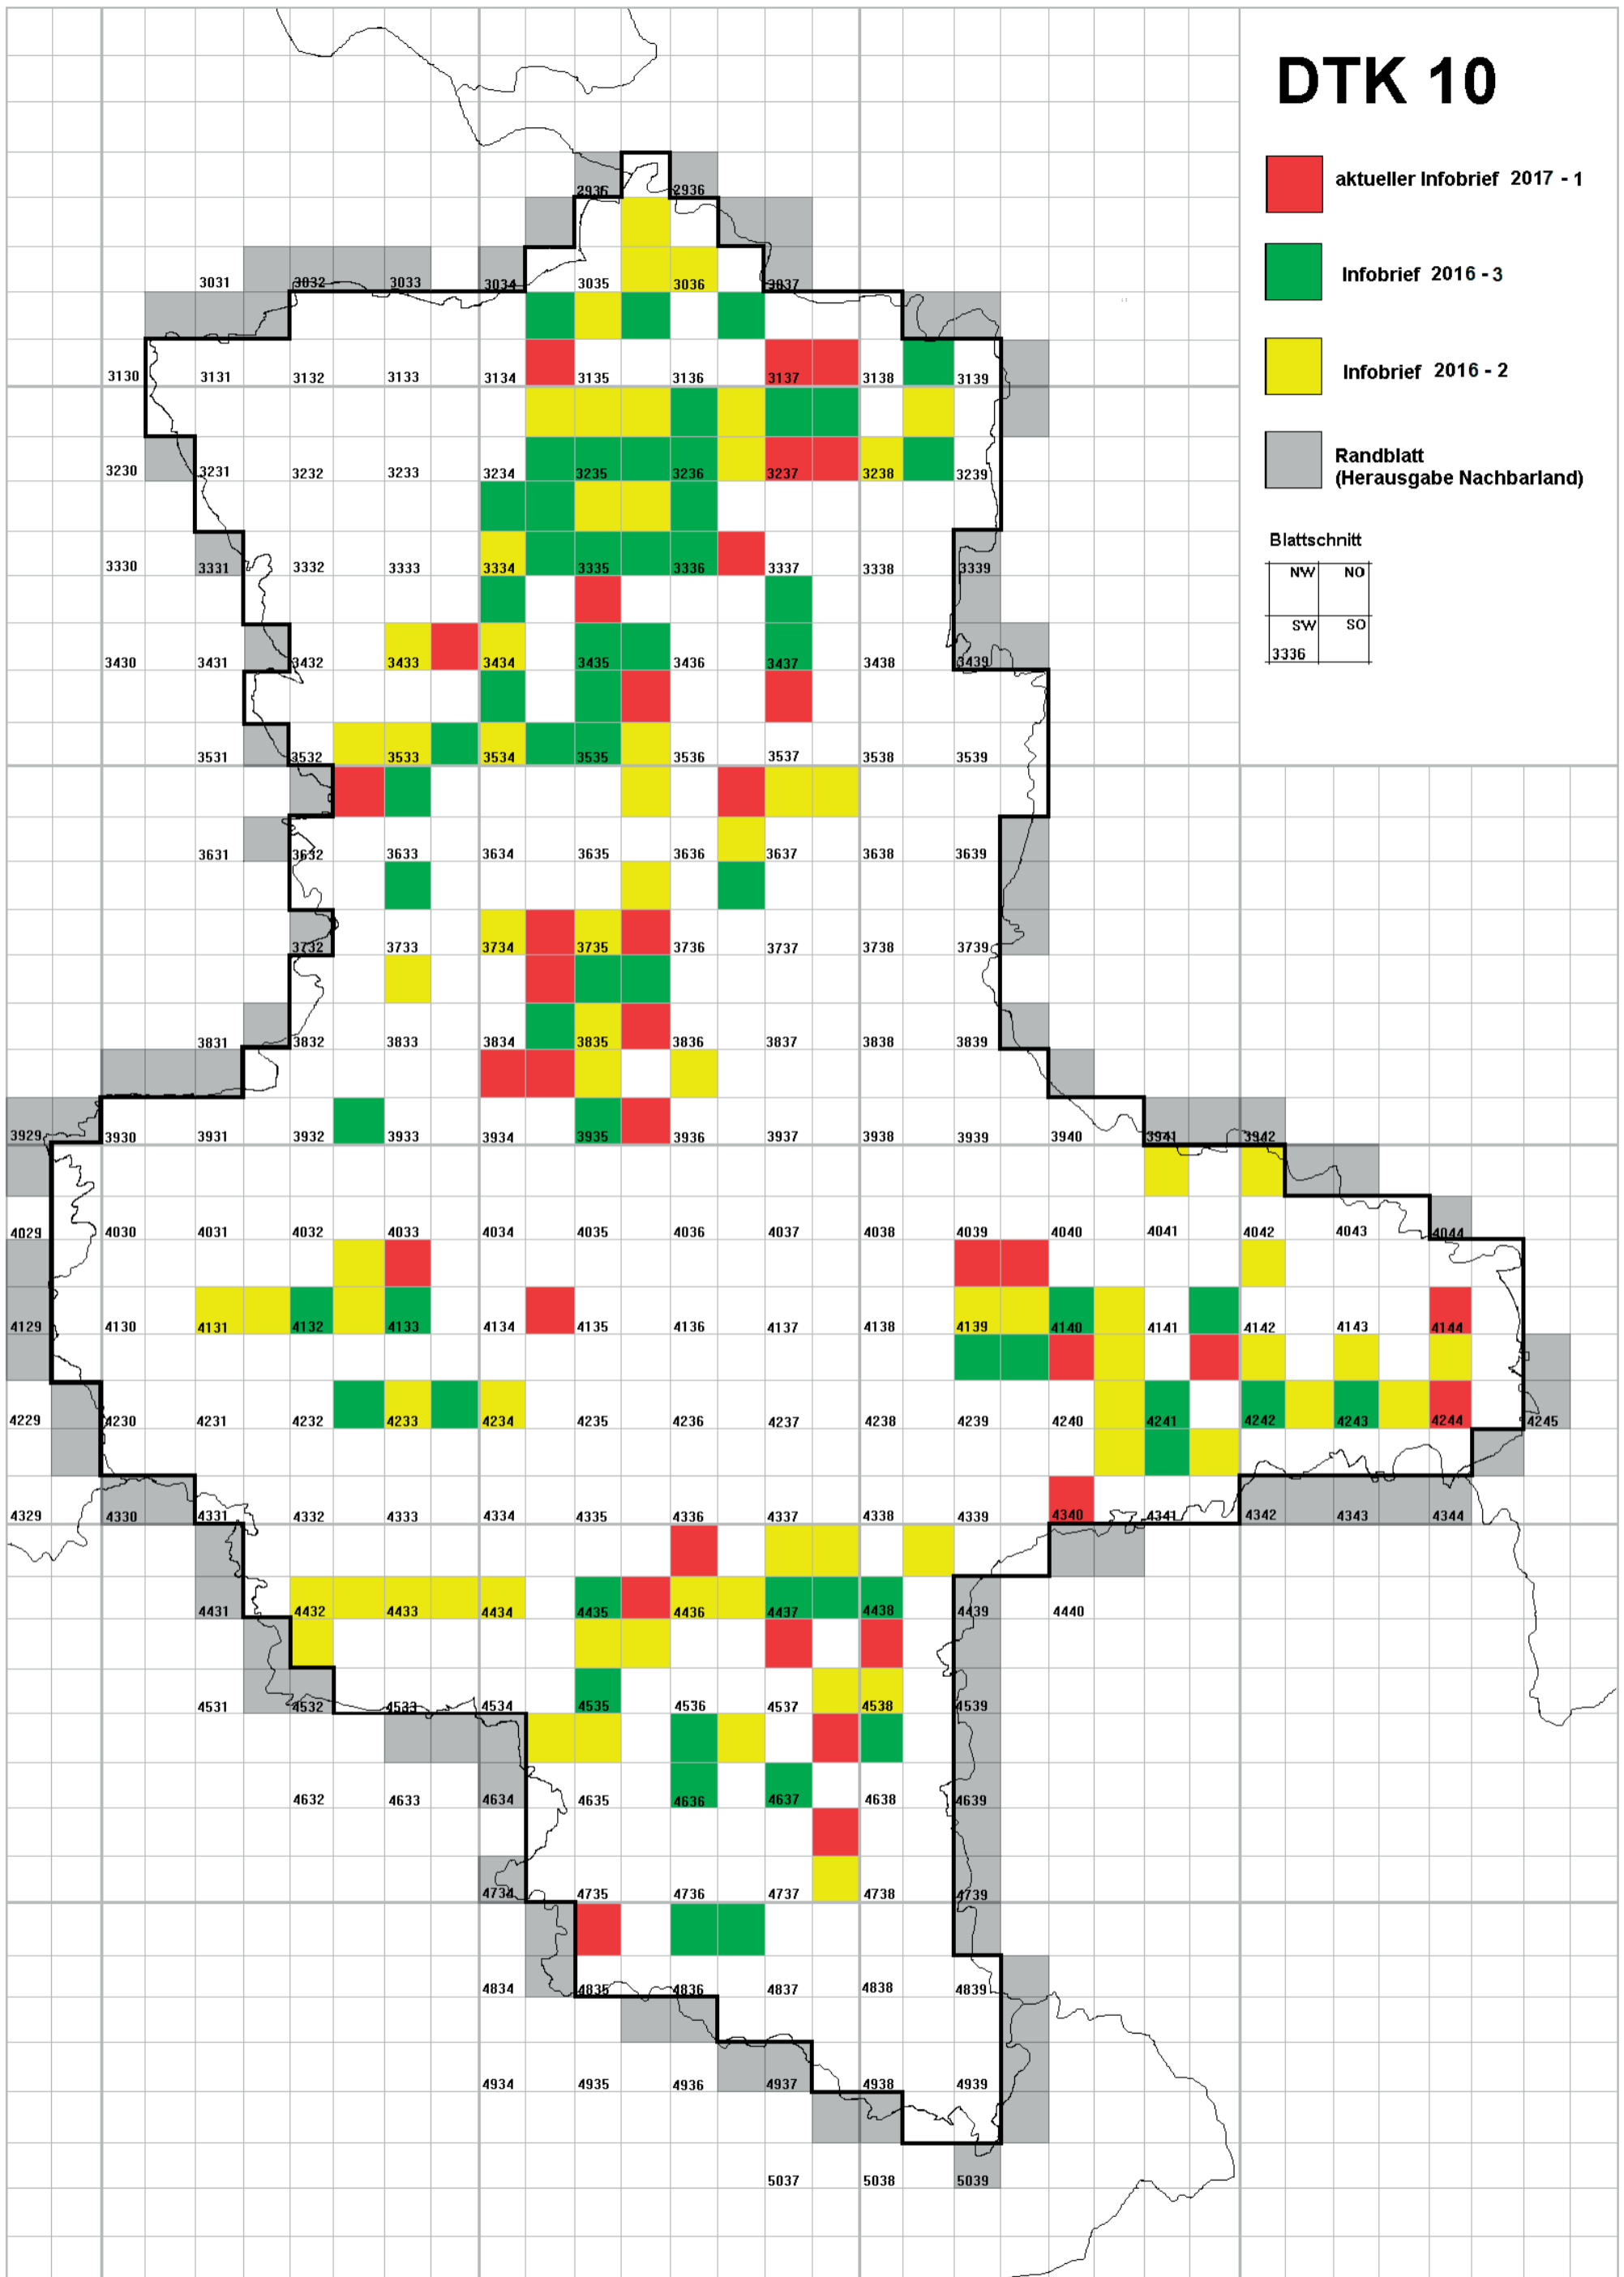 DTK 10
aktueller Infobrief 2017 - 1
Infobrief 2016 - 3
Infobrief 2016 - 2
Randblatt
(Herausgabe Nachbarland)
Blattschnitt
NW NO
SW SO
3336
2935 2936
3031 3032 3033 3034 3035 3036 3037
3130 3131 3132 3133 3134 3135 3136 3137 3138 3139
3230 3231 3232 3233 3234 3235 3236 3237 3238 3239
3330 3331 3332 3333 3334 3335 3336 3337 3338 3339
3430 3431 3432 3433 3434 3435 3436 3437 3438 3439
3531 3532 3533 3534 3535 3536 3537 3538 3539
3631 3632 3633 3634 3635 3636 3637 3638 3639
3732 3733 3734 3735 3736 3737 3738 3739
3831 3832 3833 3834 3835 3836 3837 3838 3839
3929 3930 3931 3932 3933 3934 3935 3936 3937 3938 3939 3940 3941 3942
4029 4030 4031 4032 4033 4034 4035 4036 4037 4038 4039 4040 4041 4042 4043 4044
4129 4130 4131 4132 4133 4134 4135 4136 4137 4138 4139 4140 4141 4142 4143 4144
4229 4230 4231 4232 4233 4234 4235 4236 4237 4238 4239 4240 4241 4242 4243 4244 4245
4329 4330 4331 4332 4333 4334 4335 4336 4337 4338 4339 4340 4341 4342 4343 4344
4431 4432 4433 4434 4435 4436 4437 4438 4439 4440
4531 4532 4533 4534 4535 4536 4537 4538 4539
4632 4633 4634 4635 4636 4637 4638 4639
4734 4735 4736 4737 4738 4739
4834 4835 4836 4837 4838 4839
4934 4935 4936 4937 4938 4939
5037 5038 5039